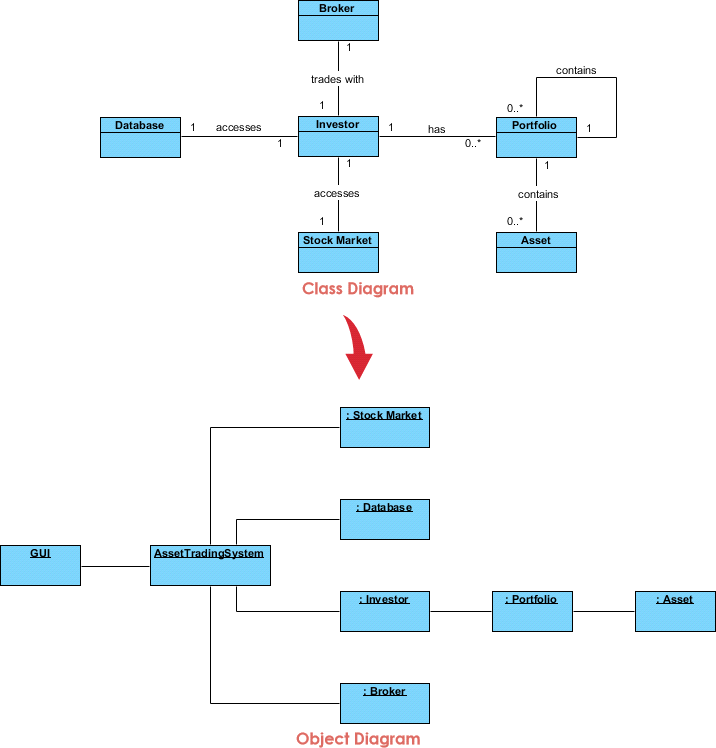 Broker
1
trades with
1
Database
1
accesses
1
Investor
1
has
0..*
Portfolio
contains
0..*
1
1
accesses
1
Stock Market
1
contains
0..*
Asset
Class Diagram
: Stock Market
: Database
GUI
AssetTradingSystem
: Investor
: Portfolio
: Asset
: Broker
Object Diagram